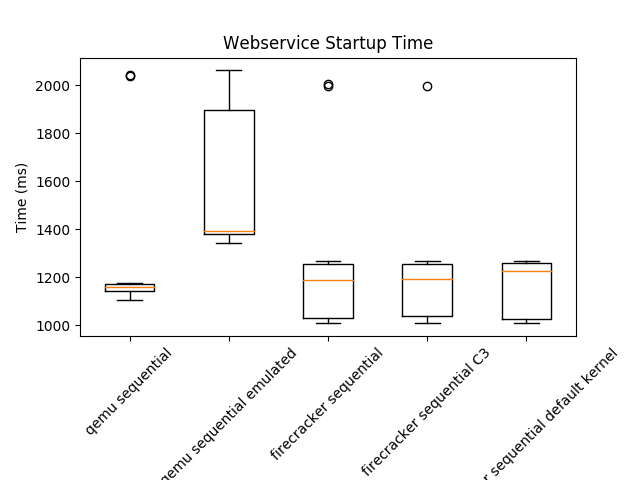 Webservice Startup Time
Time (ms)
2000
1800
1600
1400
1200
1000
qemu sequential
qemu sequential emulated
firecracker sequential
firecracker sequential C3
r sequential default kernel